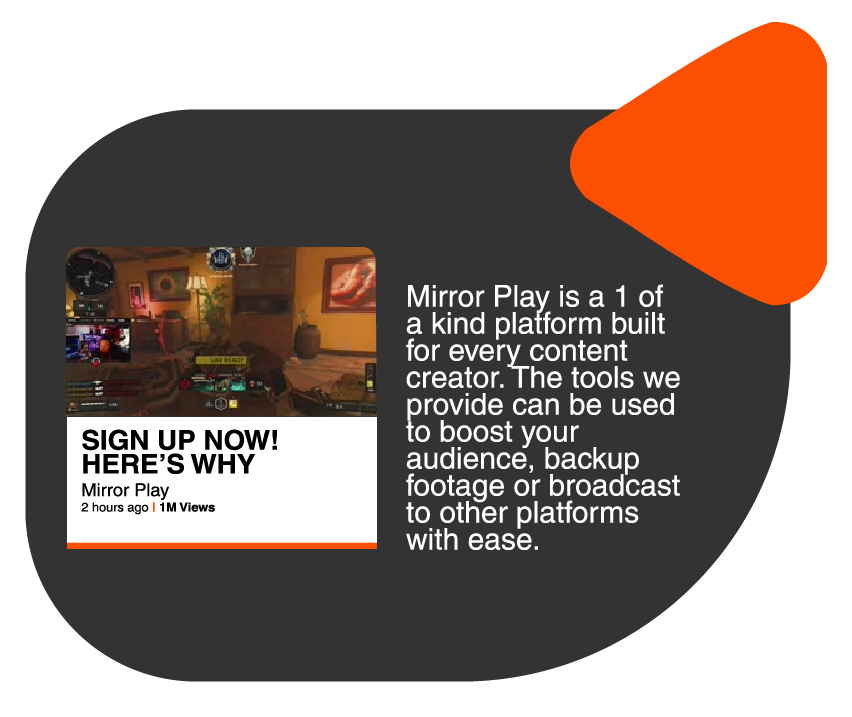 UAV READY
SIGN UP NOW!
HERE'S WHY
Mirror Play
2 hours ago | 1M Views
Mirror Play is a 1 of
a kind platform built
for every content
creator. The tools we
provide can be used
to boost your
audience, backup
footage or broadcast
to other platforms
with ease.